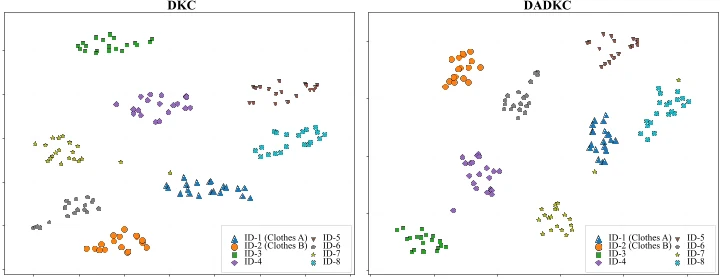 DKC
DADKC
ID-1 (Clothes A) ID-5
ID-2 (Clothes B) ID-6
ID-3 ID-7
ID-4 ID-8
ID-1 (Clothes A) ID-5
ID-2 (Clothes B) ID-6
ID-3 ID-7
ID-4 ID-8